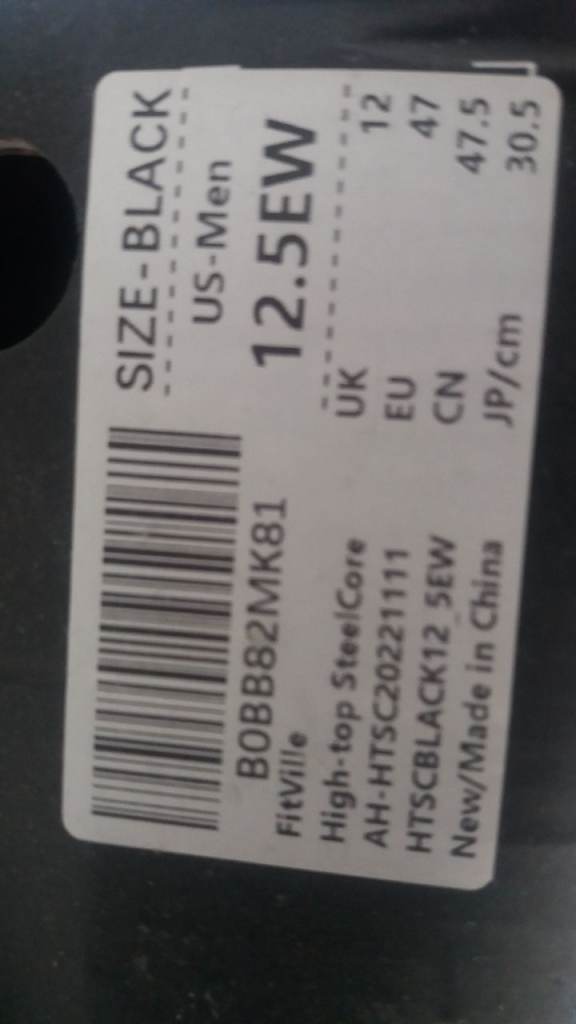 SIZE-BLACK
US-Men
12.5EW
UK 12
EU 47
CN 47.5
JP/cm 30.5
B0BB82MK81
FitVille
High-top SteelCore
AH-HTSC20221111
HTSCBLACK12_5EW
New/Made in China